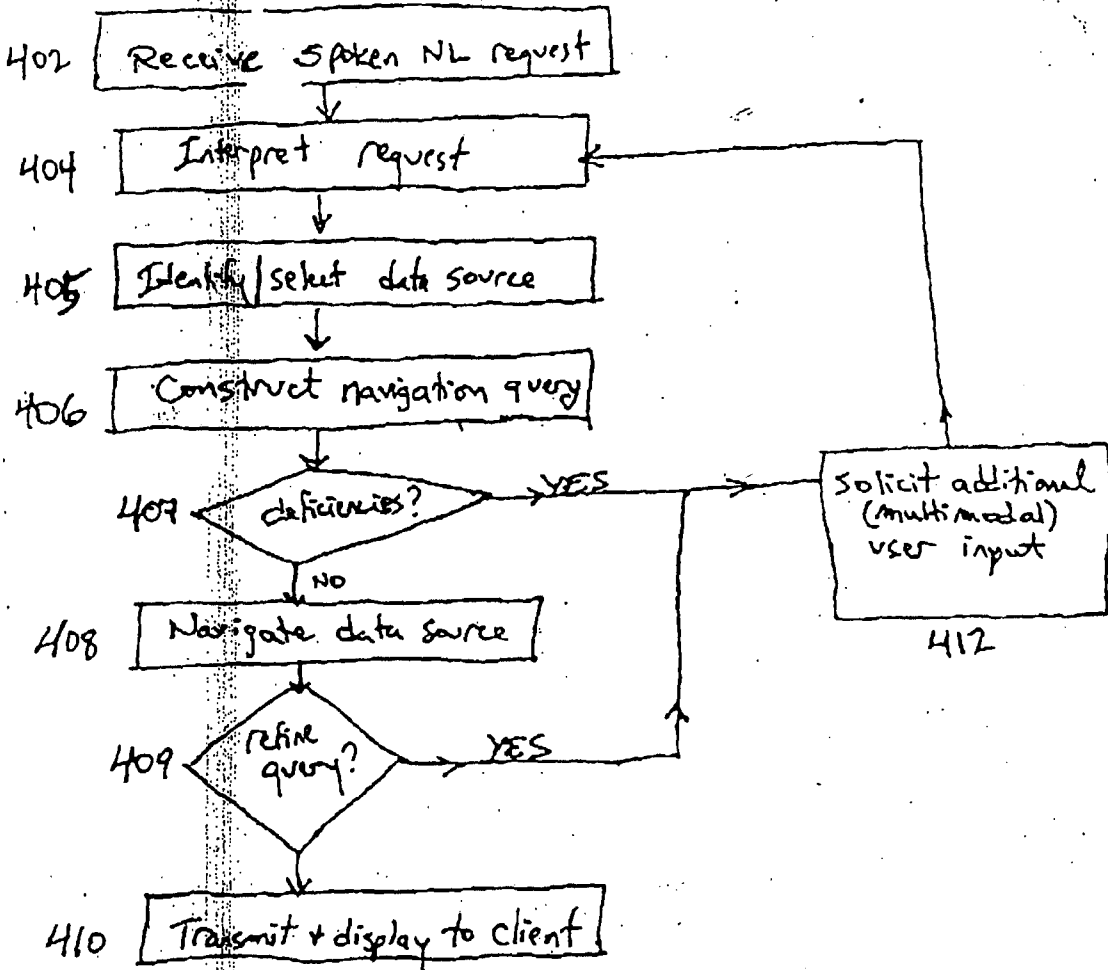 402 Receive Spoken NL request
404 Interpret request
405 Identify/select data source
406 Construct navigation query
407 deficiencies? YES
solicit additional
(multimodal)
user input
412
NO
408 Navigate data source
409 refine
query? YES
410 Transmit + display to client